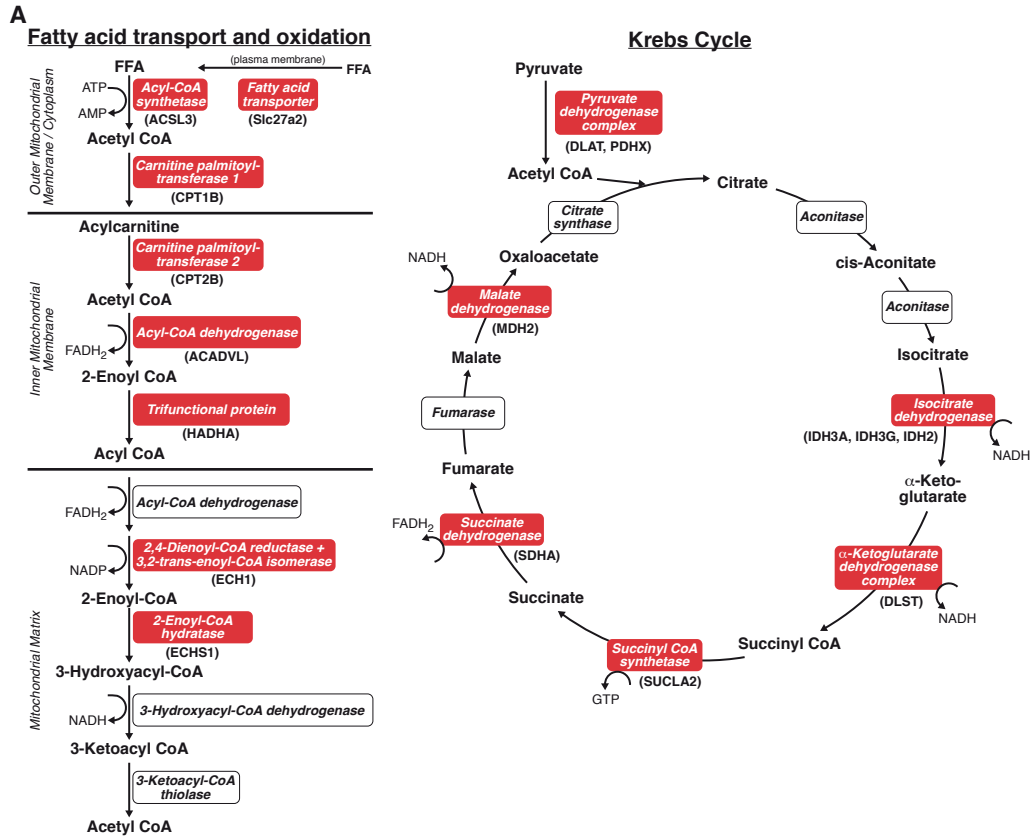 A
Fatty acid transport and oxidation
Outer Mitochondrial
Membrane / Cytoplasm
FFA
(plasma membrane)
FFA
ATP
AMP
Acyl-CoA
synthetase
(ACSL3)
Fatty acid
transporter
(Slc27a2)
Acetyl CoA
Carnitine palmitoyl-
transferase 1
(CPT1B)
Inner Mitochondrial
Membrane
Acylcarnitine
Carnitine palmitoyl-
transferase 2
(CPT2B)
Acetyl CoA
FADH2
Acyl-CoA dehydrogenase
(ACADVL)
2-Enoyl CoA
Trifunctional protein
(HADHA)
Acyl CoA
Mitochondrial Matrix
FADH2
Acyl-CoA dehydrogenase
NADP
2,4-Dienoyl-CoA reductase +
3,2-trans-enoyl-CoA isomerase
(ECH1)
2-Enoyl-CoA
2-Enoyl-CoA
hydratase
(ECHS1)
3-Hydroxyacyl-CoA
NADH
3-Hydroxyacyl-CoA dehydrogenase
3-Ketoacyl CoA
3-Ketoacyl-CoA
thiolase
Acetyl CoA
Krebs Cycle
Pyruvate
Pyruvate
dehydrogenase
complex
(DLAT, PDHX)
Acetyl CoA
Citrate
synthase
Citrate
Aconitase
cis-Aconitate
Aconitase
Isocitrate
Isocitrate
dehydrogenase
(IDH3A, IDH3G, IDH2)
NADH
α-Keto-
glutarate
α-Ketoglutarate
dehydrogenase
complex
(DLST)
NADH
Succinyl CoA
Succinyl CoA
synthetase
(SUCLA2)
GTP
Succinate
Succinate
dehydrogenase
(SDHA)
FADH2
Fumarate
Fumarase
Malate
Malate
dehydrogenase
(MDH2)
NADH
Oxaloacetate